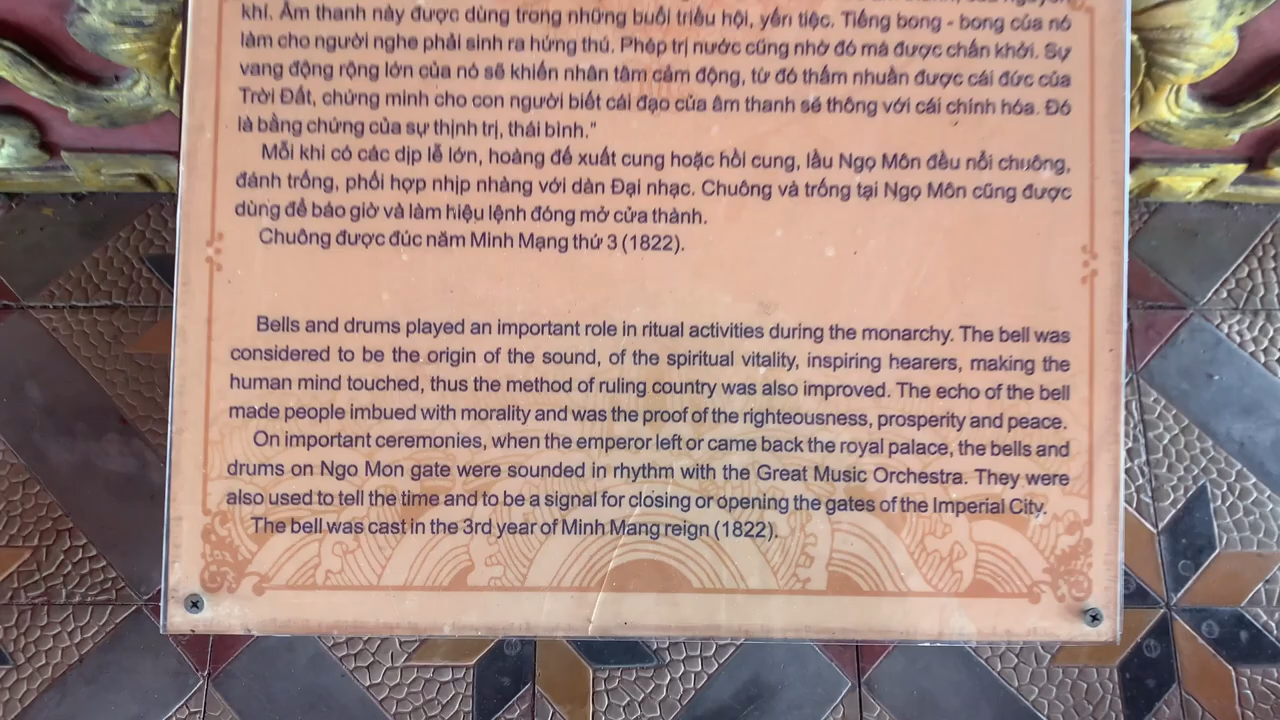 khí. Âm thanh này được dùng trong những buổi triều hội, yến tiệc. Tiếng bong - bong của nó
làm cho người nghe phải sinh ra hứng thú. Phép trị nước cũng nhờ đó mà được chấn khởi. Sự
vang động rộng lớn của nó sẽ khiến nhân tâm cảm động, từ đó thấm nhuần được cái đức của
Trời Đất, chứng minh cho con người biết cái đạo của âm thanh sẽ thông với cái chính hóa. Đó
là bằng chứng của sự thịnh trị, thái bình."
Mỗi khi có các dịp lễ lớn, hoàng đế xuất cung hoặc hồi cung, lầu Ngọ Môn đều nổi chuông,
đánh trống, phối hợp nhịp nhàng với dàn Đại nhạc. Chuông và trống tại Ngọ Môn cũng được
dùng để báo giờ và làm hiệu lệnh đóng mở cửa thành.
Chuông được đúc năm Minh Mạng thứ 3 (1822).
Bells and drums played an important role in ritual activities during the monarchy. The bell was
considered to be the origin of the sound, of the spiritual vitality, inspiring hearers, making the
human mind touched, thus the method of ruling country was also improved. The echo of the bell
made people imbued with morality and was the proof of the righteousness, prosperity and peace.
On important ceremonies, when the emperor left or came back the royal palace, the bells and
drums on Ngo Mon gate were sounded in rhythm with the Great Music Orchestra. They were
also used to tell the time and to be a signal for closing or opening the gates of the Imperial City.
The bell was cast in the 3rd year of Minh Mang reign (1822).